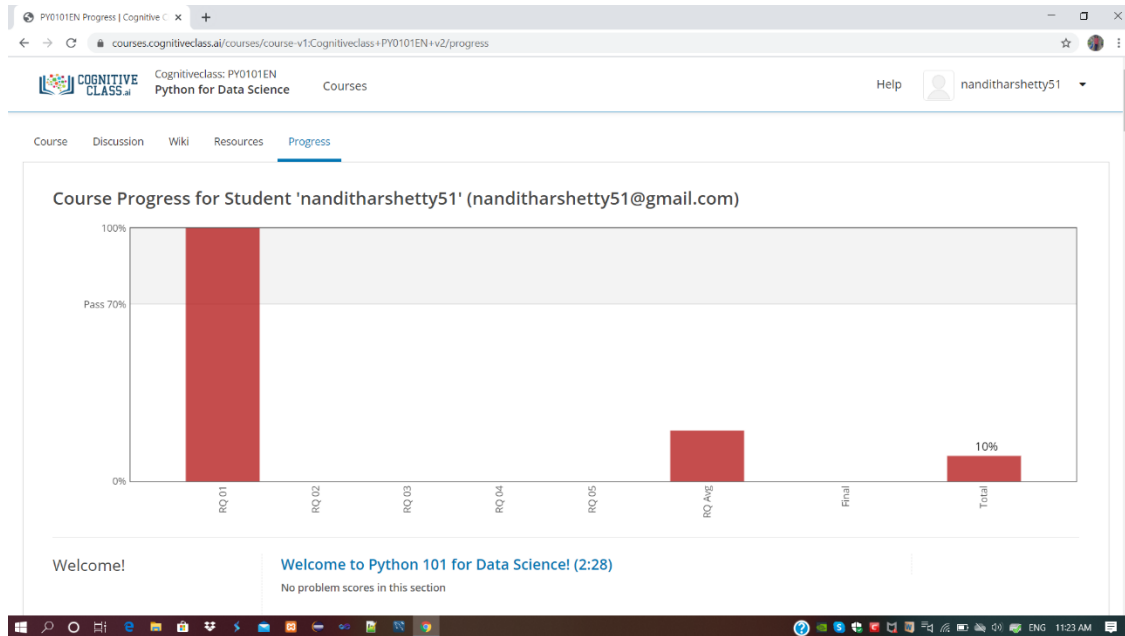 PY0101EN Progress | Cognitive C
courses.cognitiveclass.ai/courses/course-v1:Cognitiveclass+PY0101EN+v2/progress
COGNITIVE
CLASS.ai
Cognitiveclass: PY0101EN
Python for Data Science
Courses
Help
nanditharshetty51
Course Discussion Wiki Resources Progress
Course Progress for Student 'nanditharshetty51' (nanditharshetty51@gmail.com)
100%
Pass 70%
10%
0%
RQ 01
RQ 02
RQ 03
RQ 04
RQ 05
RQ Avg
Final
Total
Welcome!
Welcome to Python 101 for Data Science! (2:28)
No problem scores in this section
ENG 11:23 AM